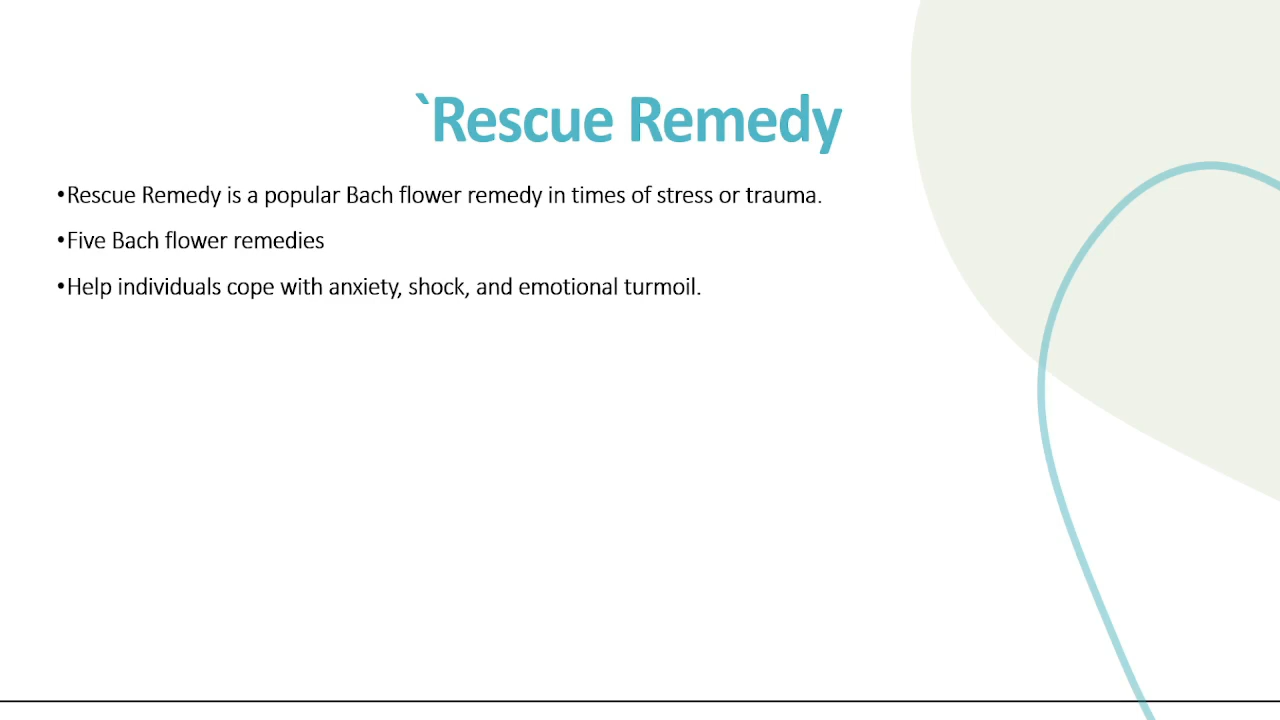 `Rescue Remedy
•Rescue Remedy is a popular Bach flower remedy in times of stress or trauma.
•Five Bach flower remedies
•Help individuals cope with anxiety, shock, and emotional turmoil.